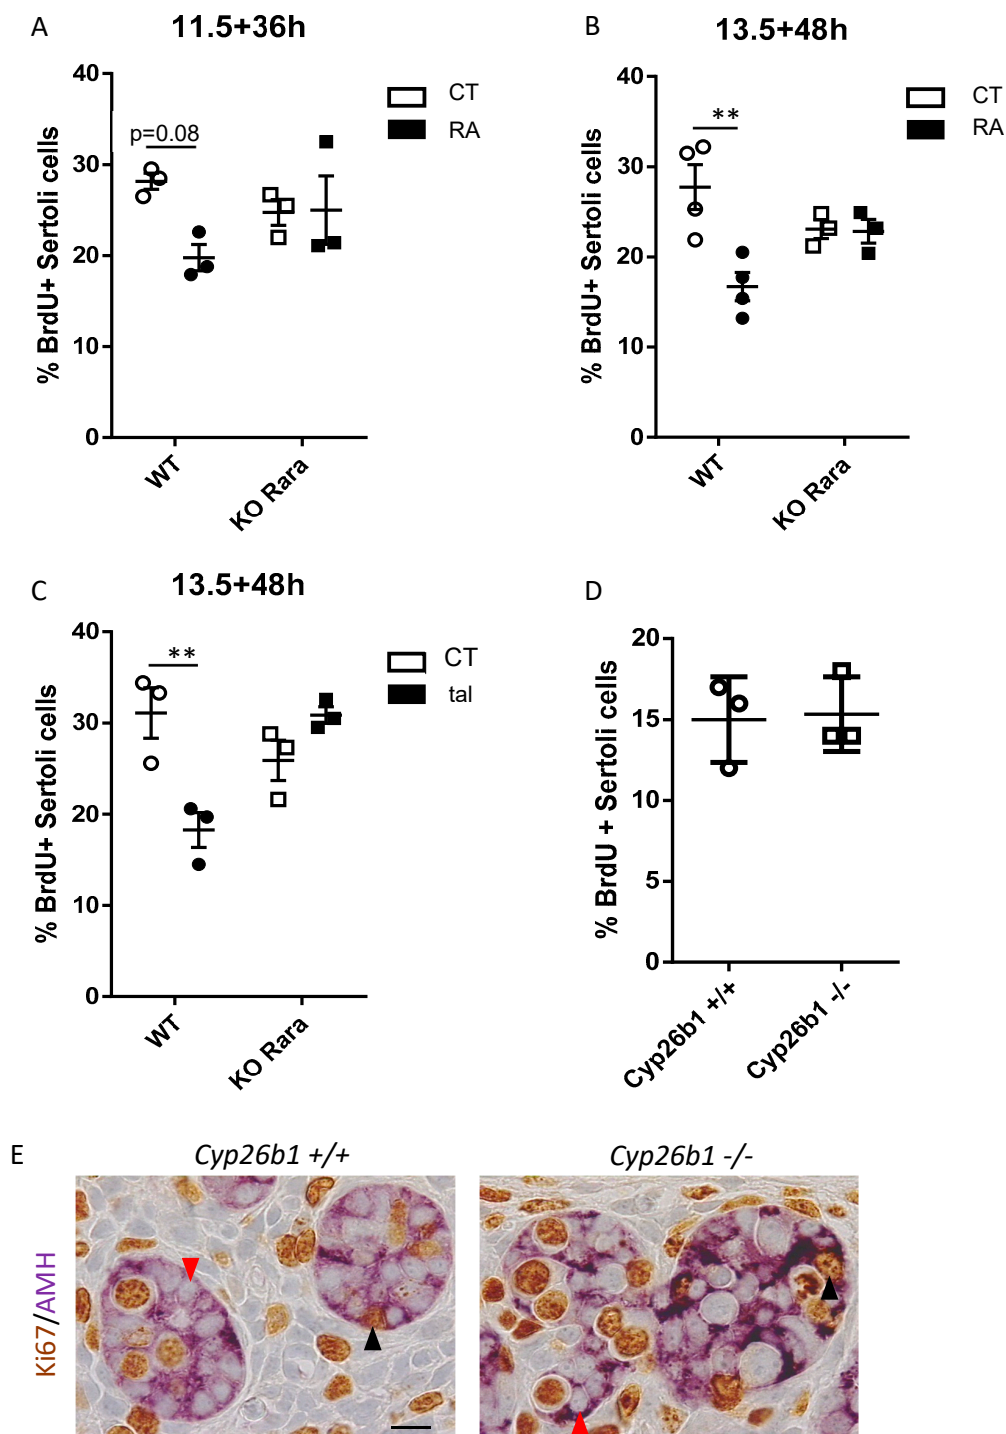 A
11.5+36h
% BrdU+ Sertoli cells
40
30
20
10
0
p=0.08
CT
RA
WT
KO Rara
B
13.5+48h
% BrdU+ Sertoli cells
40
30
20
10
0
**
CT
RA
WT
KO Rara
C
13.5+48h
% BrdU+ Sertoli cells
40
30
20
10
0
**
CT
tal
WT
KO Rara
D
% BrdU + Sertoli cells
20
15
10
5
0
Cyp26b1 +/+
Cyp26b1 -/-
E
Cyp26b1 +/+
Cyp26b1 -/-
Ki67/AMH